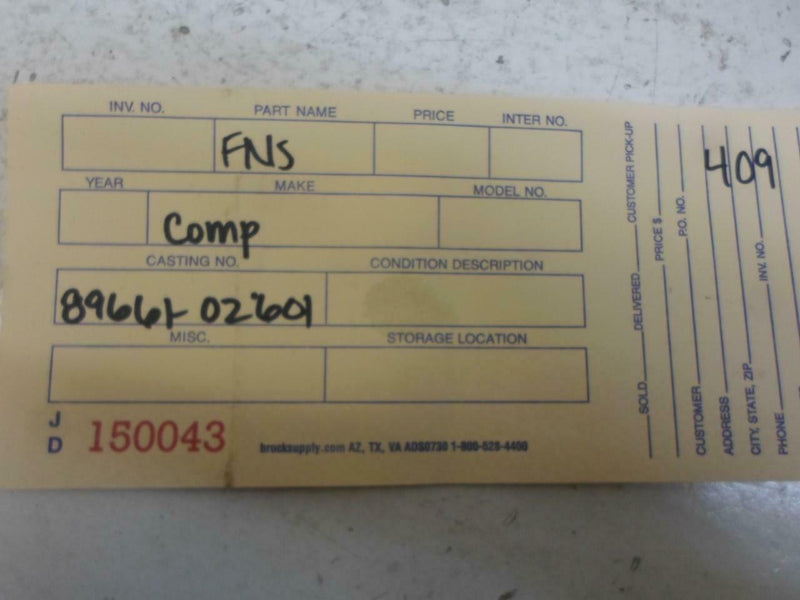 INV. NO. PART NAME PRICE INTER NO.
FNS
YEAR MAKE MODEL NO.
Comp
CASTING NO. CONDITION DESCRIPTION
89661-02601
MISC. STORAGE LOCATION
J
D 150043
brocksupply.com AZ, TX, VA ADS0730 1-800-528-4400
SOLD DELIVERED CUSTOMER PICK-UP
PRICE $
P.O. NO.
CUSTOMER
409
ADDRESS
CITY, STATE, ZIP
PHONE INV. NO.